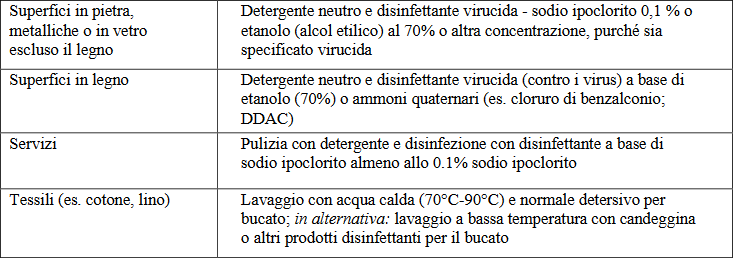 Superfici in pietra, metalliche o in vetro escluso il legno
Detergente neutro e disinfettante virucida - sodio ipoclorito 0,1 % o
etanolo (alcol etilico) al 70% o altra concentrazione, purché sia
specificato virucida
Superfici in legno
Detergente neutro e disinfettante virucida (contro i virus) a base di
etanolo (70%) o ammoni quaternari (es. cloruro di benzalconio;
DDAC)
Servizi
Pulizia con detergente e disinfezione con disinfettante a base di
sodio ipoclorito almeno allo 0.1% sodio ipoclorito
Tessili (es. cotone, lino)
Lavaggio con acqua calda (70°C-90°C) e normale detersivo per
bucato; in alternativa: lavaggio a bassa temperatura con candeggina
o altri prodotti disinfettanti per il bucato